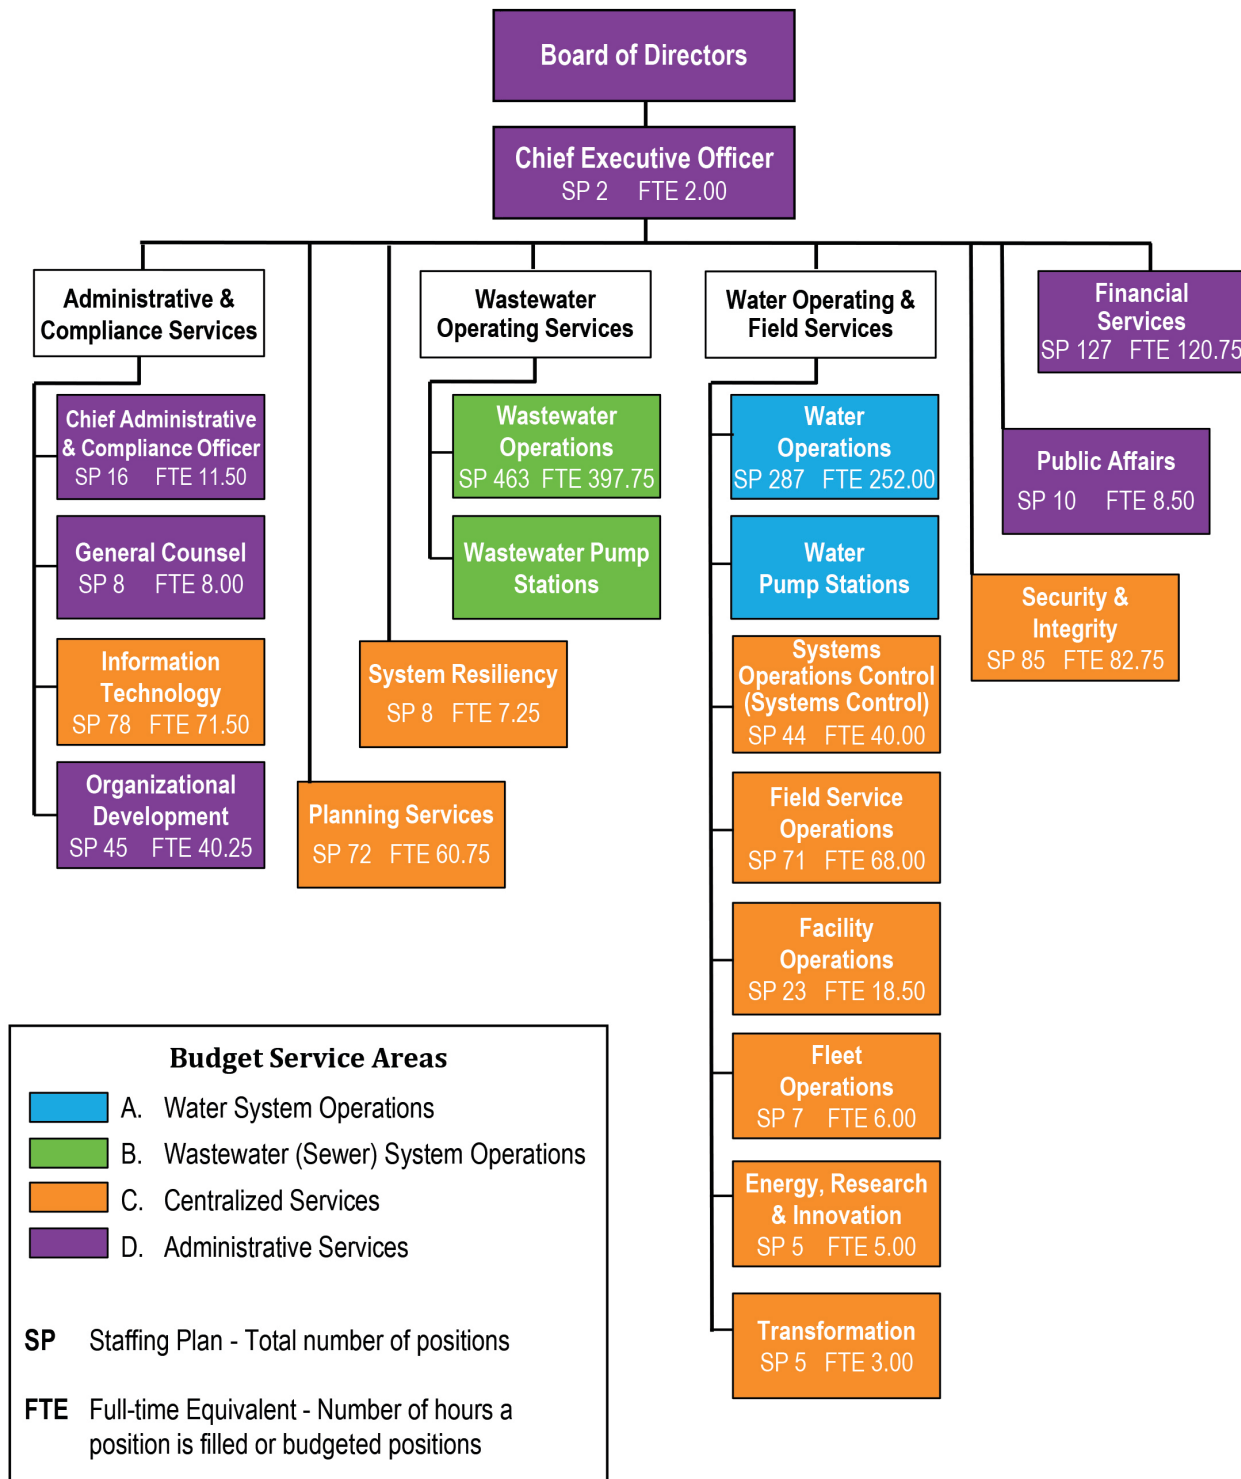 Board of Directors
Chief Executive Officer
SP 2 FTE 2.00
Administrative &
Compliance Services
Wastewater
Operating Services
Water Operating &
Field Services
Financial
Services
SP 127 FTE 120.75
Chief Administrative
& Compliance Officer
SP 16 FTE 11.50
General Counsel
SP 8 FTE 8.00
Information
Technology
SP 78 FTE 71.50
Organizational
Development
SP 45 FTE 40.25
Planning Services
SP 72 FTE 60.75
System Resiliency
SP 8 FTE 7.25
Wastewater
Operations
SP 463 FTE 397.75
Wastewater Pump
Stations
Water
Operations
SP 287 FTE 252.00
Water
Pump Stations
Systems
Operations Control
(Systems Control)
SP 44 FTE 40.00
Field Service
Operations
SP 71 FTE 68.00
Facility
Operations
SP 23 FTE 18.50
Fleet
Operations
SP 7 FTE 6.00
Energy, Research
& Innovation
SP 5 FTE 5.00
Transformation
SP 5 FTE 3.00
Public Affairs
SP 10 FTE 8.50
Security &
Integrity
SP 85 FTE 82.75
Budget Service Areas
A. Water System Operations
B. Wastewater (Sewer) System Operations
C. Centralized Services
D. Administrative Services
SP Staffing Plan - Total number of positions
FTE Full-time Equivalent - Number of hours a
position is filled or budgeted positions